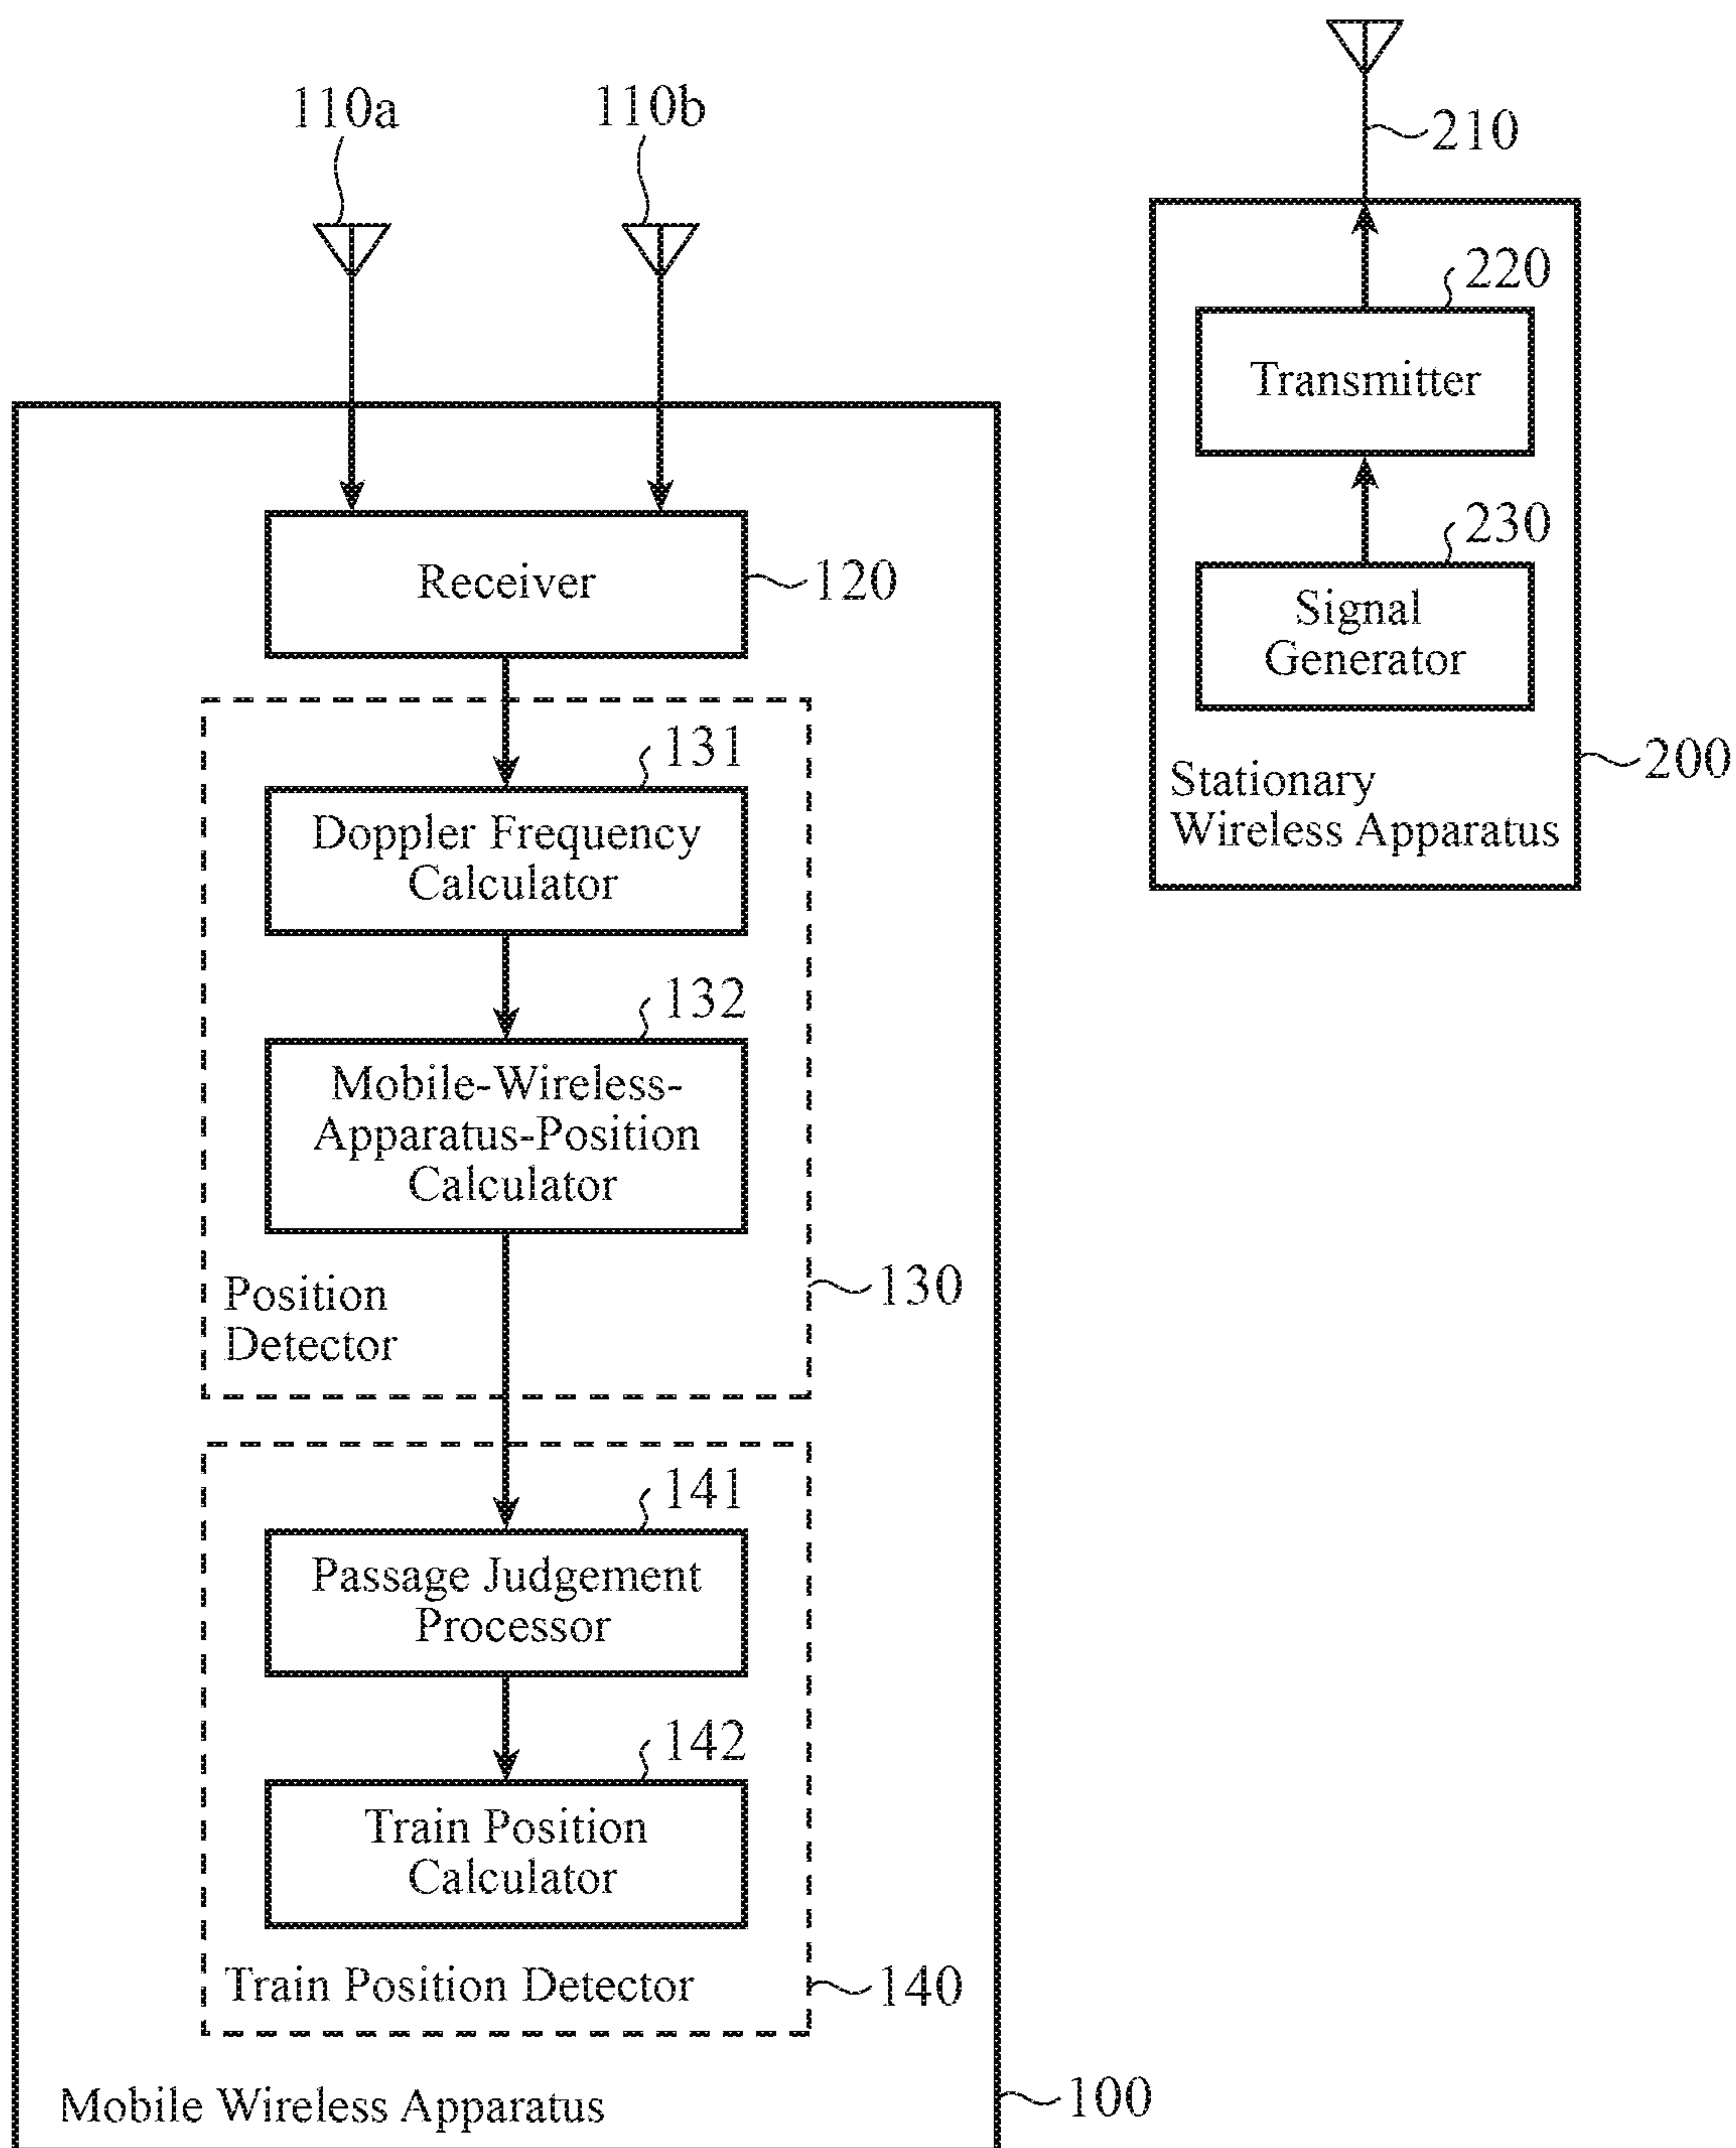 110a
110b
210
220
Transmitter
230
Signal
Generator
Stationary
Wireless Apparatus
200
Receiver
120
131
Doppler Frequency
Calculator
132
Mobile-Wireless-
Apparatus-Position
Calculator
Position
Detector
130
141
Passage Judgement
Processor
142
Train Position
Calculator
Train Position Detector
140
Mobile Wireless Apparatus
100